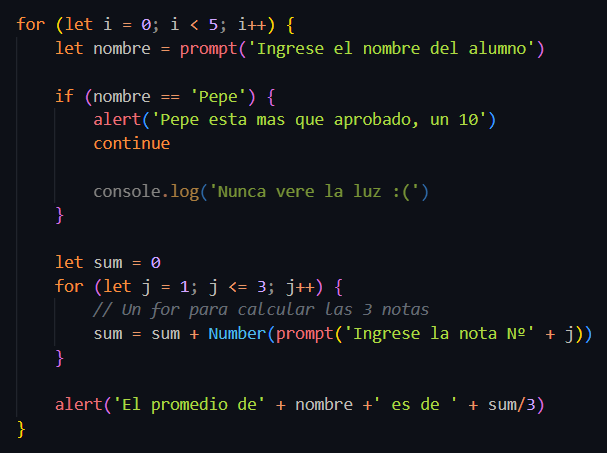 for (let i = 0; i < 5; i++) {
let nombre = prompt('Ingrese el nombre del alumno')
if (nombre == 'Pepe') {
alert('Pepe esta mas que aprobado, un 10')
continue
console.log('Nunca vere la luz :(')
}
let sum = 0
for (let j = 1; j <= 3; j++) {
// Un for para calcular las 3 notas
sum = sum + Number(prompt('Ingrese la nota Nº' + j))
}
alert('El promedio de' + nombre +' es de ' + sum/3)
}